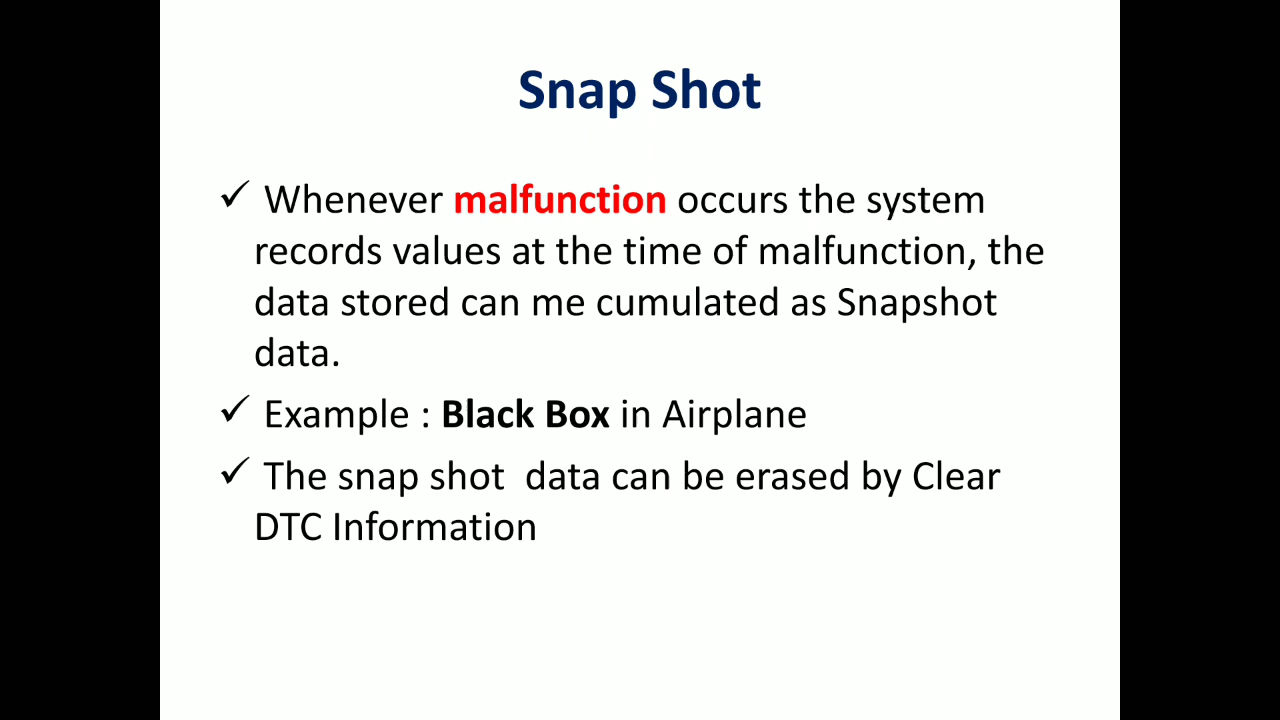 Snap Shot
✓ Whenever malfunction occurs the system
records values at the time of malfunction, the
data stored can me cumulated as Snapshot
data.
✓ Example : Black Box in Airplane
✓ The snap shot  data can be erased by Clear
DTC Information